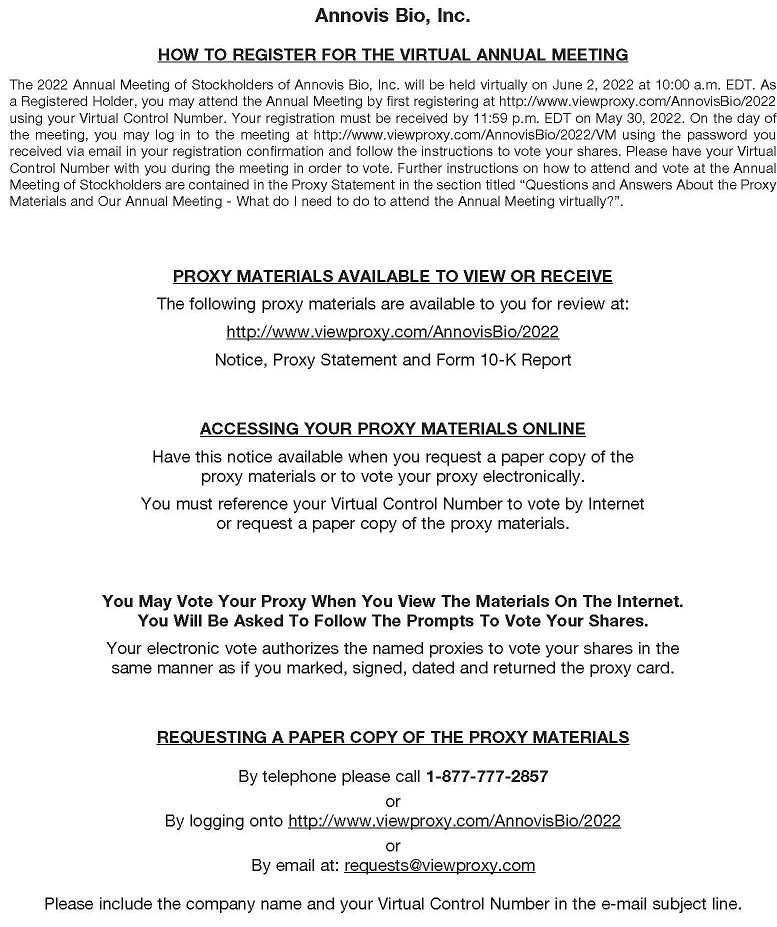 Annovis Bio, Inc.
HOW TO REGISTER FOR THE VIRTUAL ANNUAL MEETING
The 2022 Annual Meeting of Stockholders of Annovis Bio, Inc. will be held virtually on June 2, 2022 at 10:00 a.m. EDT. As
a Registered Holder, you may attend the Annual Meeting by first registering at http://www.viewproxy.com/AnnovisBio/2022
using your Virtual Control Number. Your registration must be received by 11:59 p.m. EDT on May 30, 2022. On the day of
the meeting, you may log in to the meeting at http://www.viewproxy.com/AnnovisBio/2022/VM using the password you
received via email in your registration confirmation and follow the instructions to vote your shares. Please have your Virtual
Control Number with you during the meeting in order to vote. Further instructions on how to attend and vote at the Annual
Meeting of Stockholders are contained in the Proxy Statement in the section titled “Questions and Answers About the Proxy
Materials and Our Annual Meeting - What do I need to do to attend the Annual Meeting virtually?”.
PROXY MATERIALS AVAILABLE TO VIEW OR RECEIVE
The following proxy materials are available to you for review at:
http://www.viewproxy.com/AnnovisBio/2022
Notice, Proxy Statement and Form 10-K Report
ACCESSING YOUR PROXY MATERIALS ONLINE
Have this notice available when you request a paper copy of the
proxy materials or to vote your proxy electronically.
You must reference your Virtual Control Number to vote by Internet
or request a paper copy of the proxy materials.
You May Vote Your Proxy When You View The Materials On The Internet.
You Will Be Asked To Follow The Prompts To Vote Your Shares.
Your electronic vote authorizes the named proxies to vote your shares in the
same manner as if you marked, signed, dated and returned the proxy card.
REQUESTING A PAPER COPY OF THE PROXY MATERIALS
By telephone please call 1-877-777-2857
or
By logging onto http://www.viewproxy.com/AnnovisBio/2022
or
By email at: requests@viewproxy.com
Please include the company name and your Virtual Control Number in the e-mail subject line.